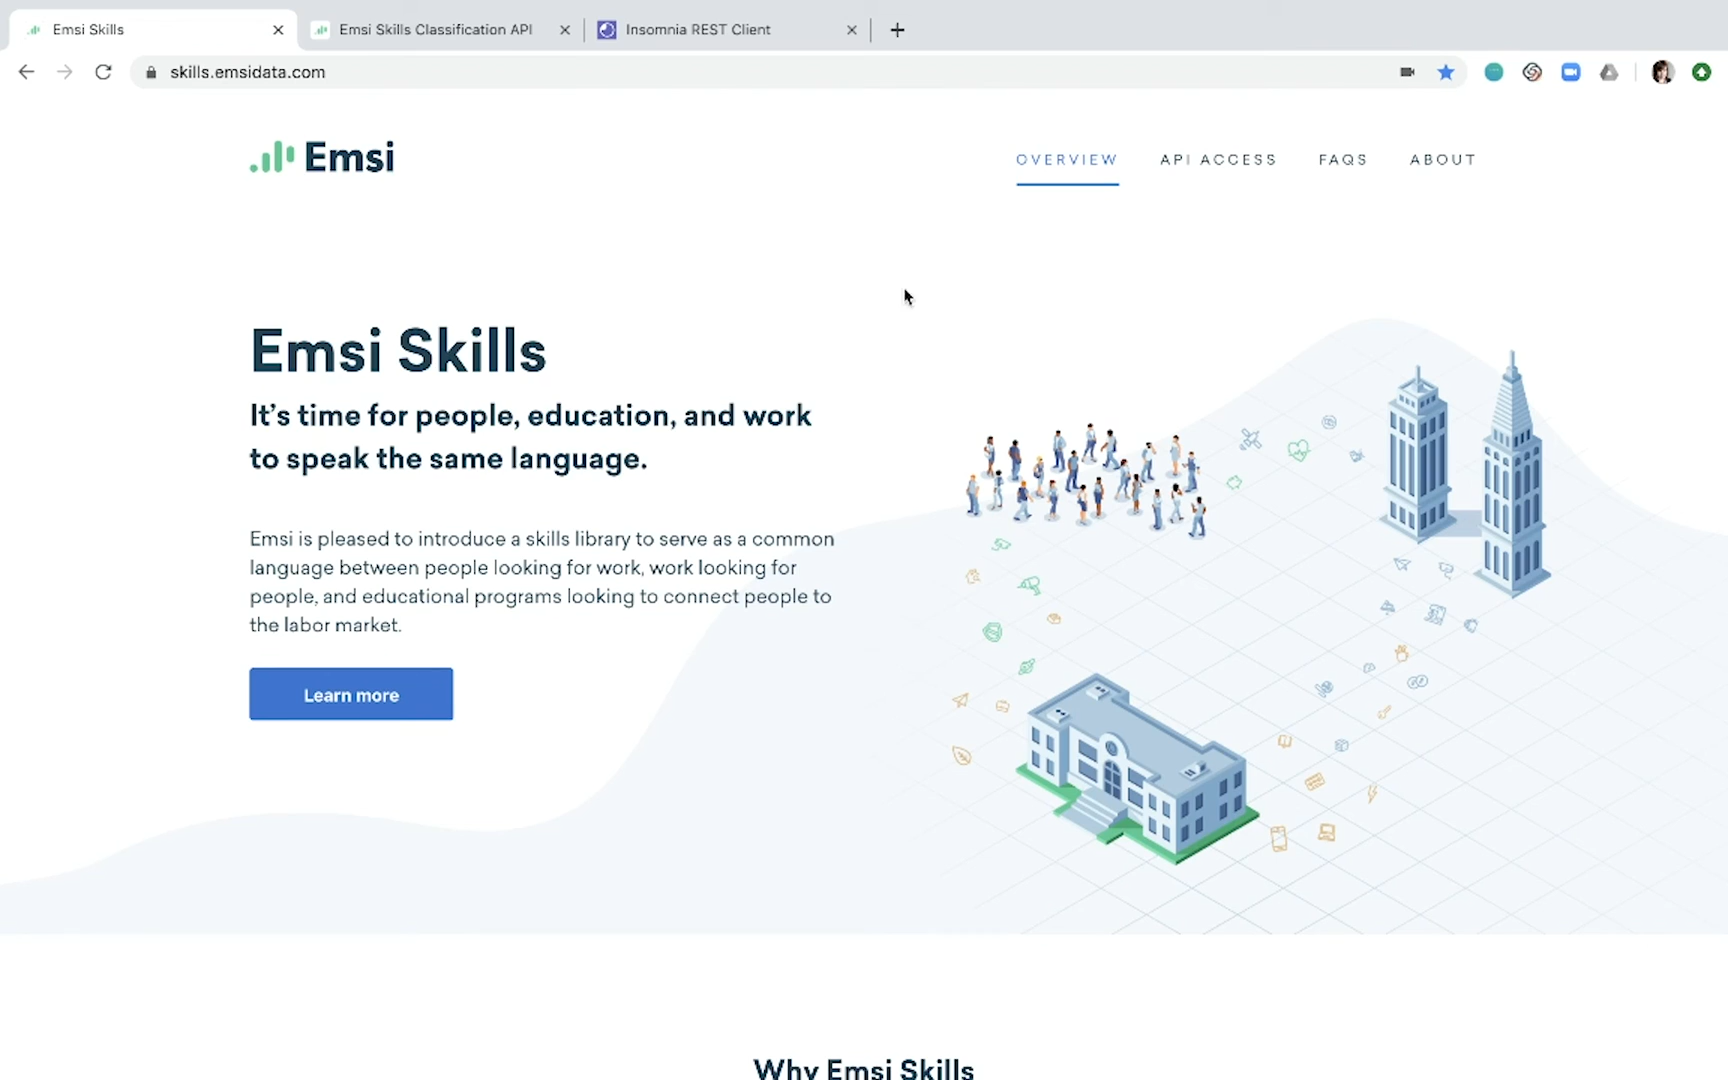 Emsi Skills
Emsi Skills Classification API
Insomnia REST Client
skills.emsidata.com
Emsi
OVERVIEW
API ACCESS
FAQS
ABOUT
Emsi Skills
It's time for people, education, and work
to speak the same language.
Emsi is pleased to introduce a skills library to serve as a common
language between people looking for work, work looking for
people, and educational programs looking to connect people to
the labor market.
Learn more
Why Emsi Skills